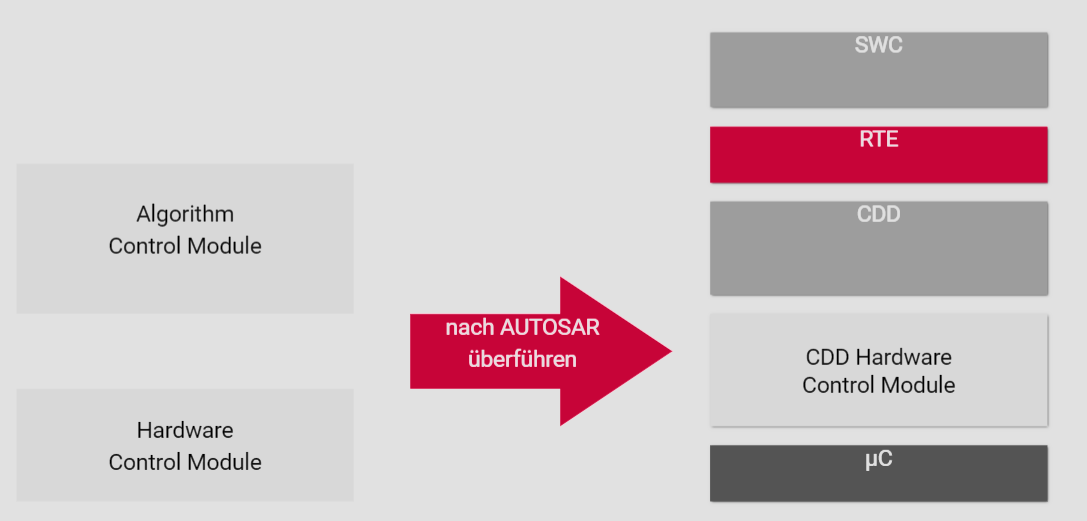 Algorithm
Control Module
Hardware
Control Module
nach AUTOSAR
überführen
SWC
RTE
CDD
CDD Hardware
Control Module
µC